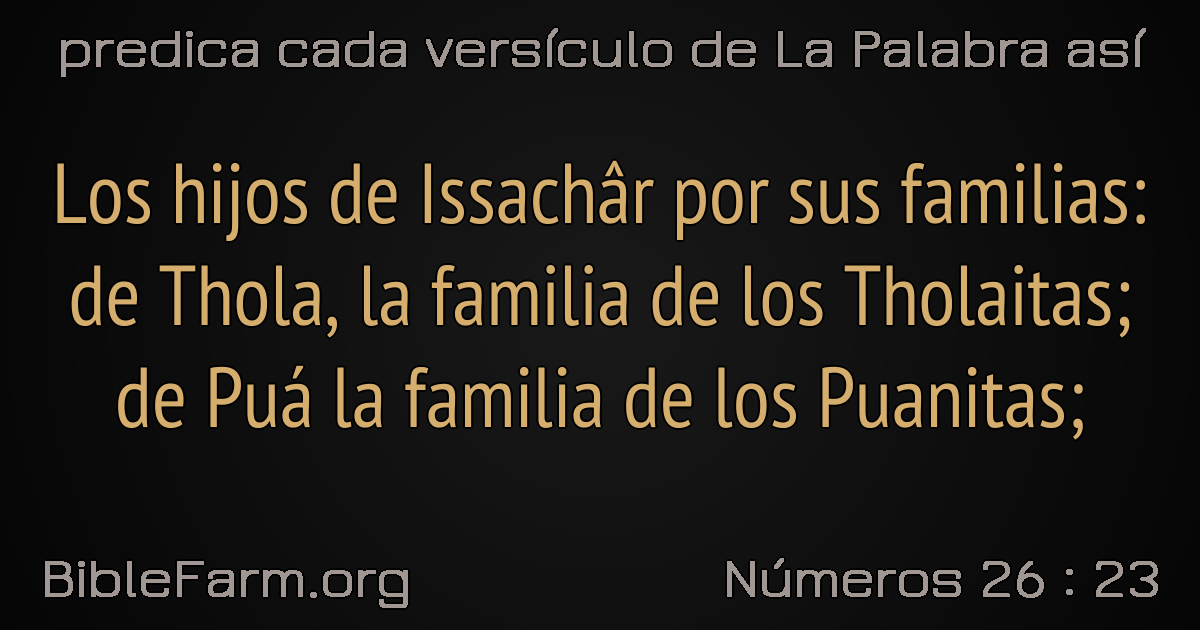 predica cada versículo de La Palabra así
Los hijos de Issachâr por sus familias:
de Thola, la familia de los Tholaitas;
de Puá la familia de los Puanitas;
BibleFarm.org
Números 26 : 23